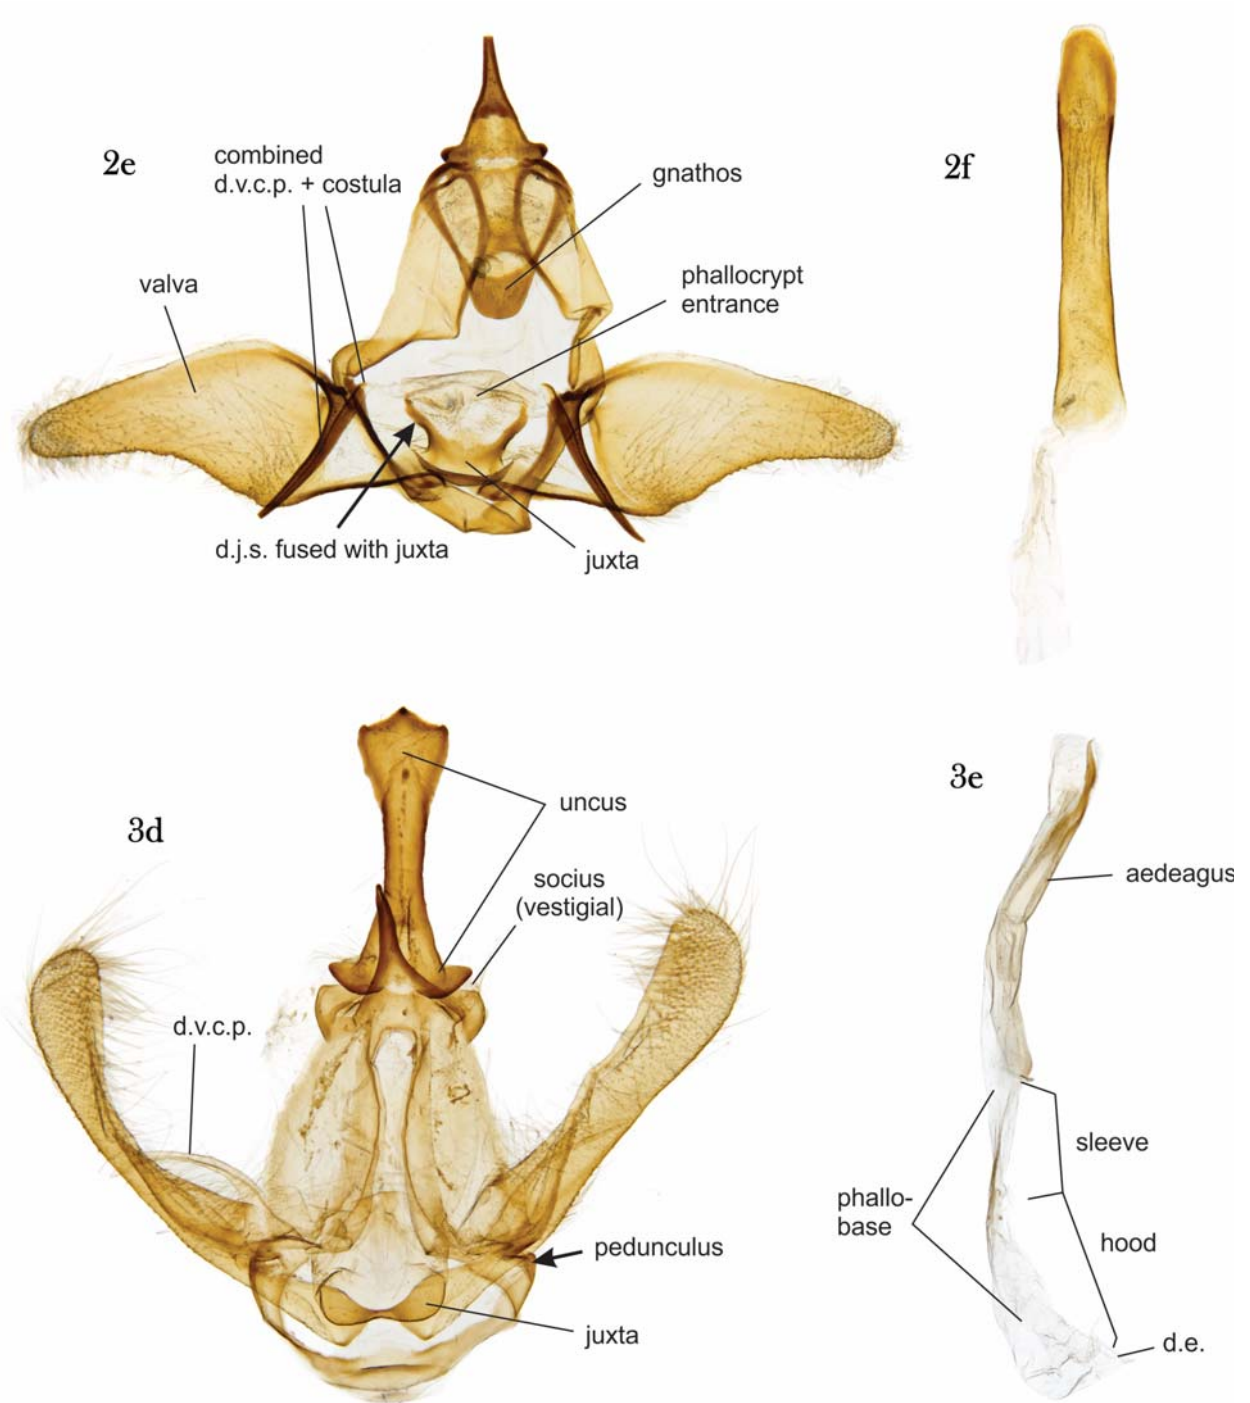 2e
combined
d.v.c.p. + costula
gnathos
2f
valva
phallocrypt
entrance
d.j.s. fused with juxta
juxta
3d
uncus
socius
(vestigial)
d.v.c.p.
pedunculus
juxta
3e
aedeagus
sleeve
phallo-
base
hood
d.e.